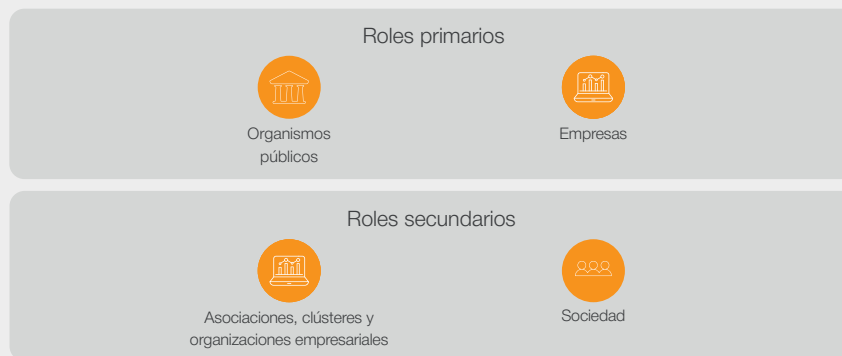 Roles primarios
Organismos
públicos
Empresas
Roles secundarios
Asociaciones, clústeres y
organizaciones empresariales
Sociedad